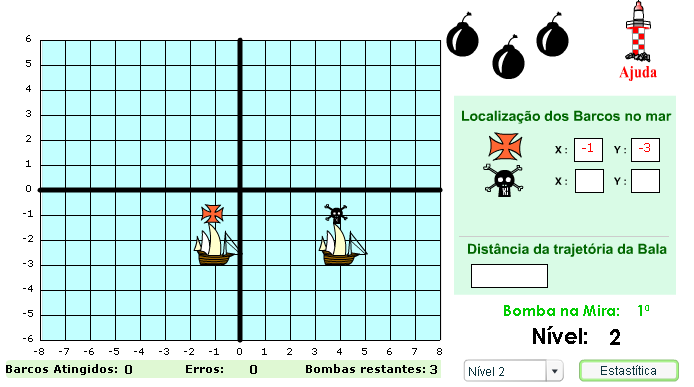 Ajuda
6
5
4
3
2
1
0
-1
-2
-3
-4
-5
-6
-8 -7 -6 -5 -4 -3 -2 -1 0 1 2 3 4 5 6 7 8
Localização dos Barcos no mar
X : -1 Y : -3
X : Y :
Distância da trajetória da Bala
Bomba na Mira: 1ª
Nível: 2
Barcos Atingidos: 0 Erros: 0 Bombas restantes: 3
Nível 2 Estastítica